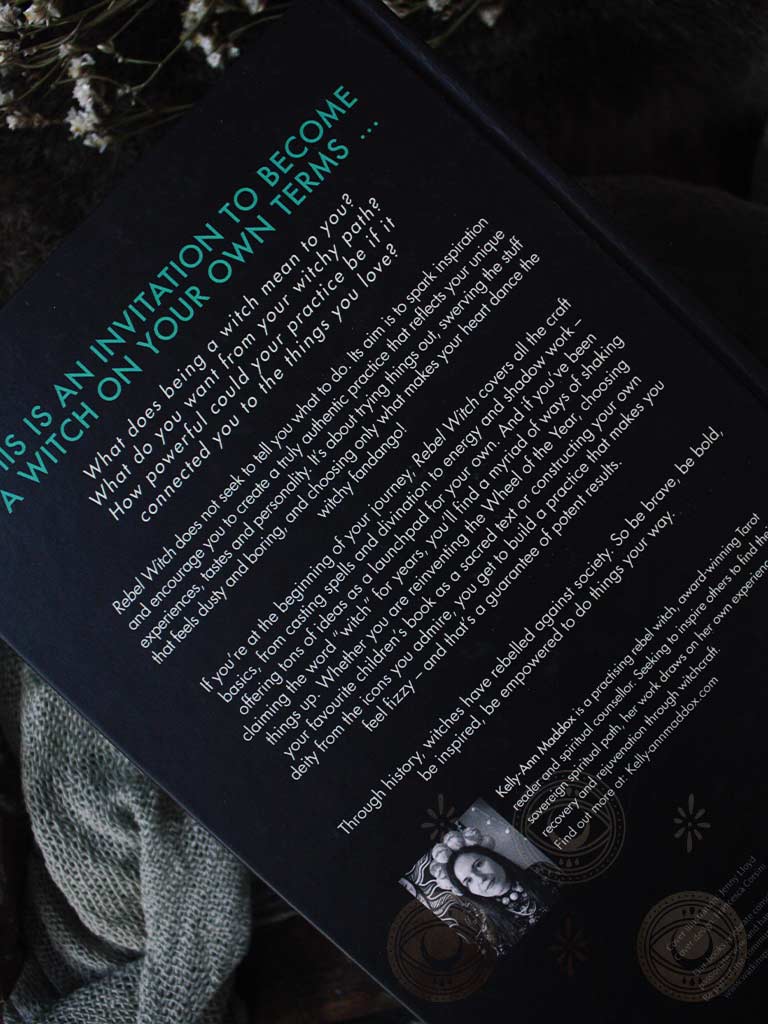 IS IS AN INVITATION TO BECOME
A WITCH ON YOUR OWN TERMS ...
What does being a witch mean to you?
What do you want from your witchy path?
How powerful could your practice be if it
connected you to the things you love?
Rebel Witch does not seek to tell you what to do. Its aim is to spark inspiration
and encourage you to create a truly authentic practice that reflects your unique
experiences, tastes and personality. It's about trying things out, swerving the stuff
that feels dusty and boring, and choosing only what makes your heart dance the
witchy fandango!
If you're at the beginning of your journey, Rebel Witch covers all the craft
basics, from casting spells and divination to energy and shadow work –
offering tons of ideas as a launchpad for your own. And if you've been
claiming the word "witch" for years, you'll find a myriad of ways of shaking
things up. Whether you are reinventing the Wheel of the Year, choosing
your favourite children's book as a sacred text or constructing your own
deity from the icons you admire, you get to build a practice that makes you
feel fizzy – and that's a guarantee of potent results.
Through history, witches have rebelled against society. So be brave, be bold,
be inspired, be empowered to do things your way.
Kelly-Ann Maddox is a practising rebel witch, award-winning Tarot
reader and spiritual counsellor. Seeking to inspire others to find
sovereign spiritual path, her work draws on her own
recovery and rejuvenation through witchcraft.
Find out more at: Kelly-annmaddox.com
Jenny Lloyd